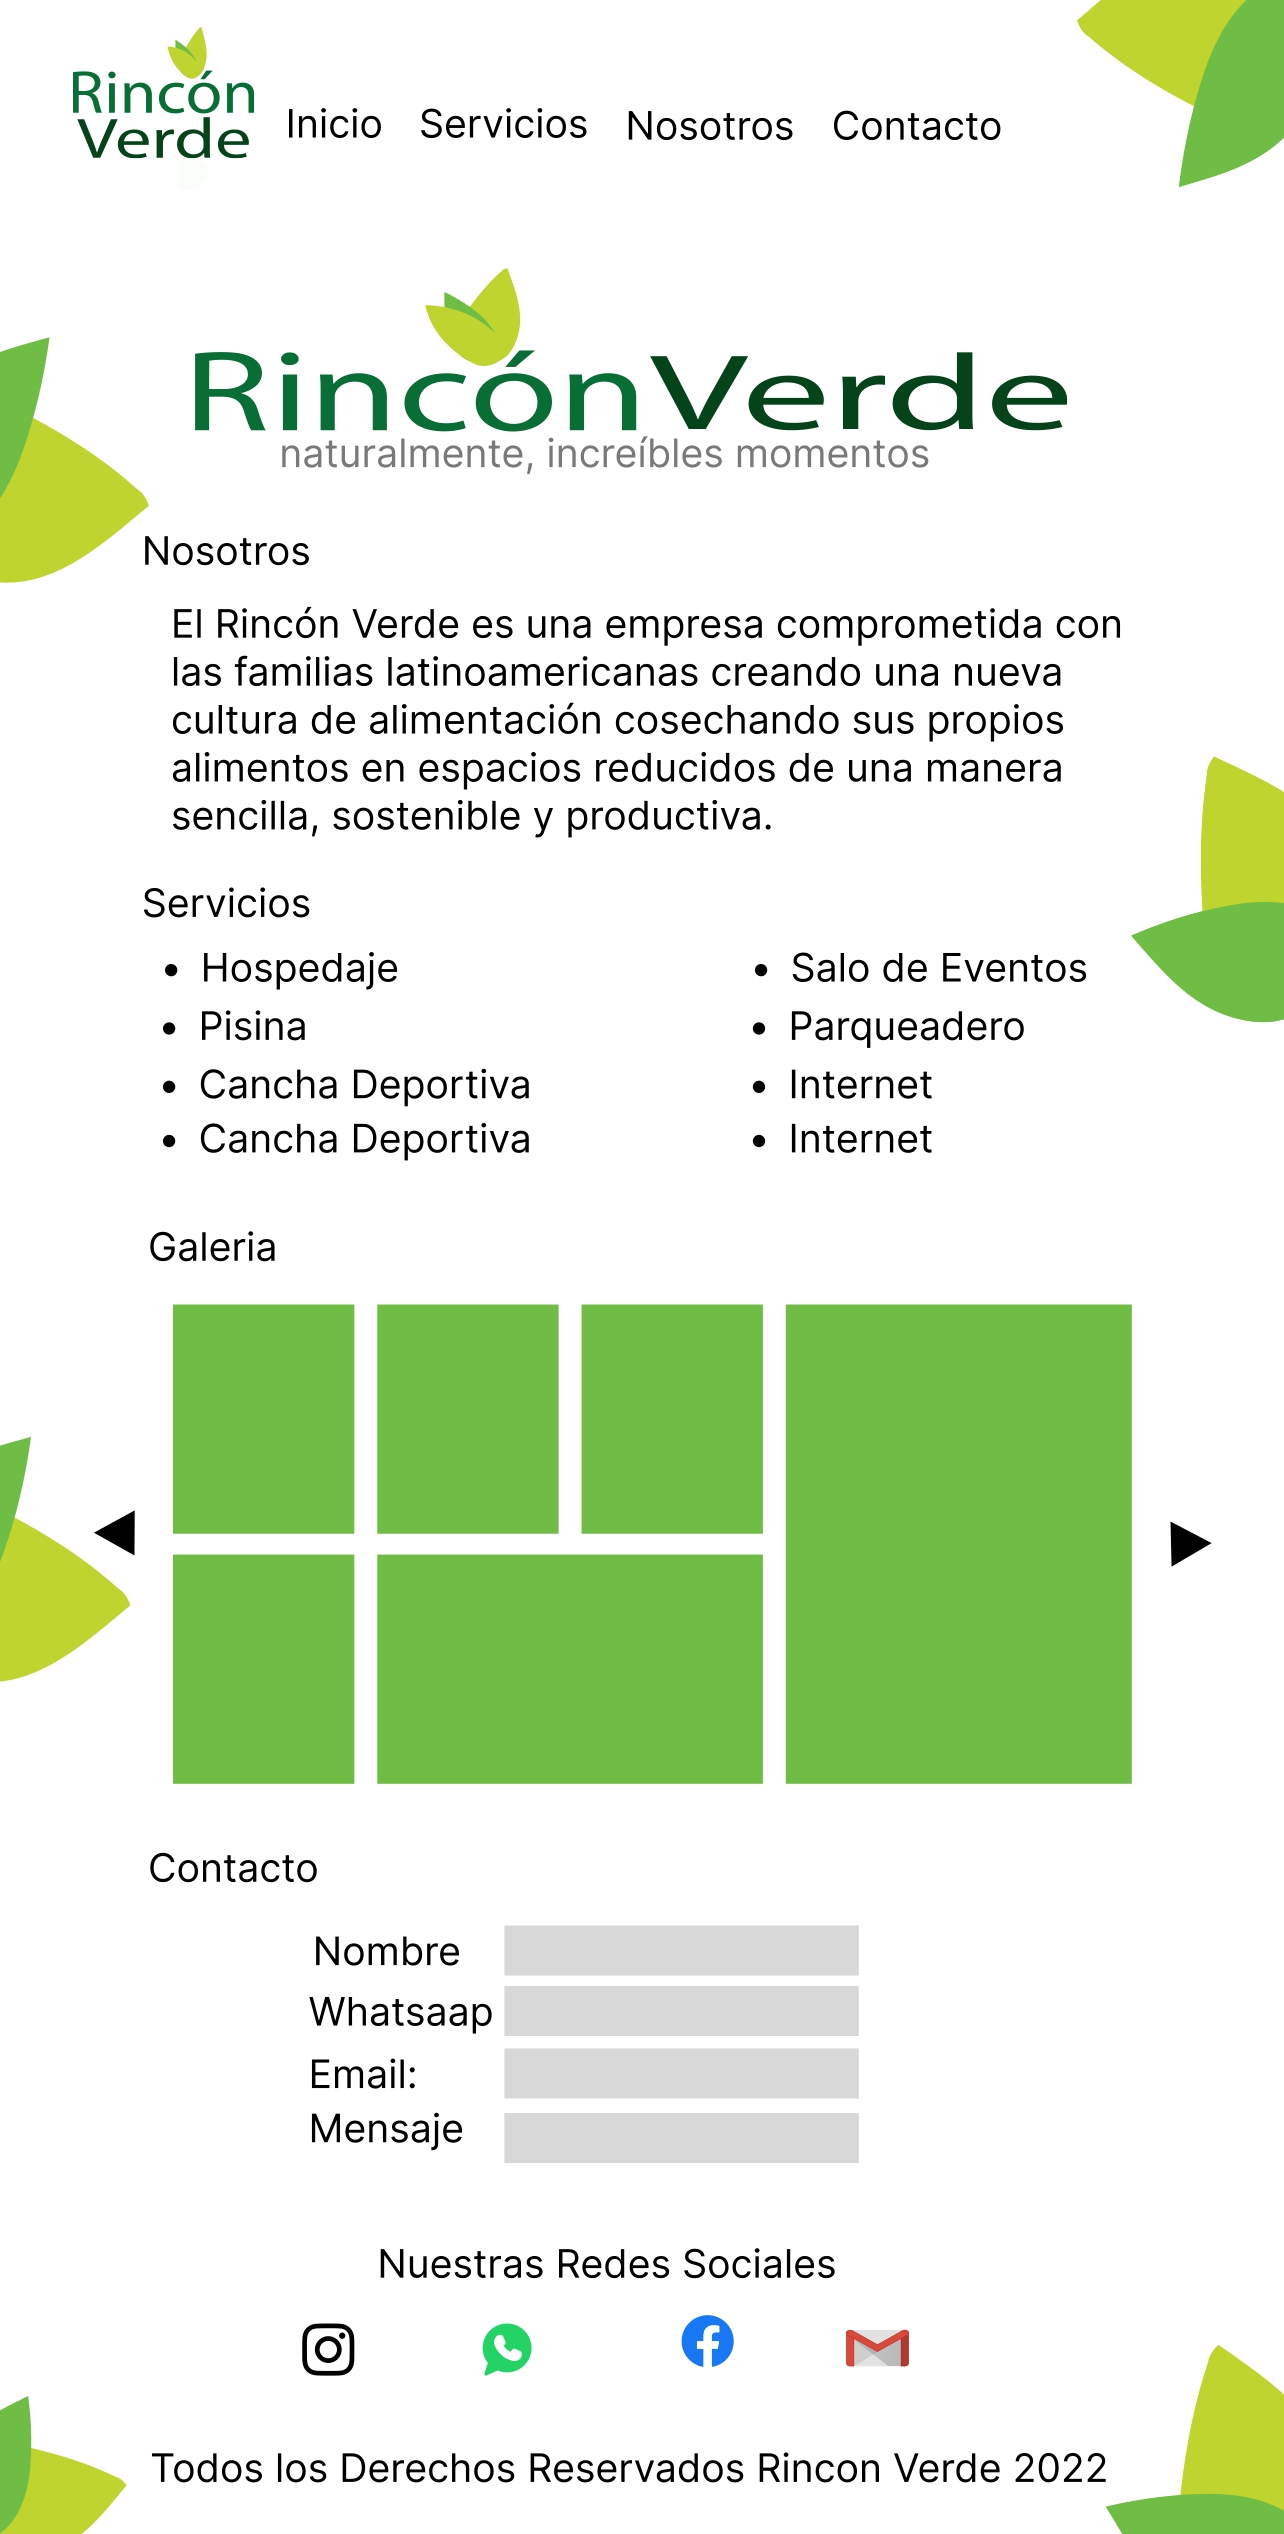 Rincón
Verde
Inicio Servicios Nosotros Contacto
RincónVerde
naturalmente, increíbles momentos
Nosotros
El Rincón Verde es una empresa comprometida con
las familias latinoamericanas creando una nueva
cultura de alimentación cosechando sus propios
alimentos en espacios reducidos de una manera
sencilla, sostenible y productiva.
Servicios
• Hospedaje
• Pisina
• Cancha Deportiva
• Cancha Deportiva
• Salo de Eventos
• Parqueadero
• Internet
• Internet
Galeria
Contacto
Nombre
Whatsaap
Email:
Mensaje
Nuestras Redes Sociales
Todos los Derechos Reservados Rincon Verde 2022